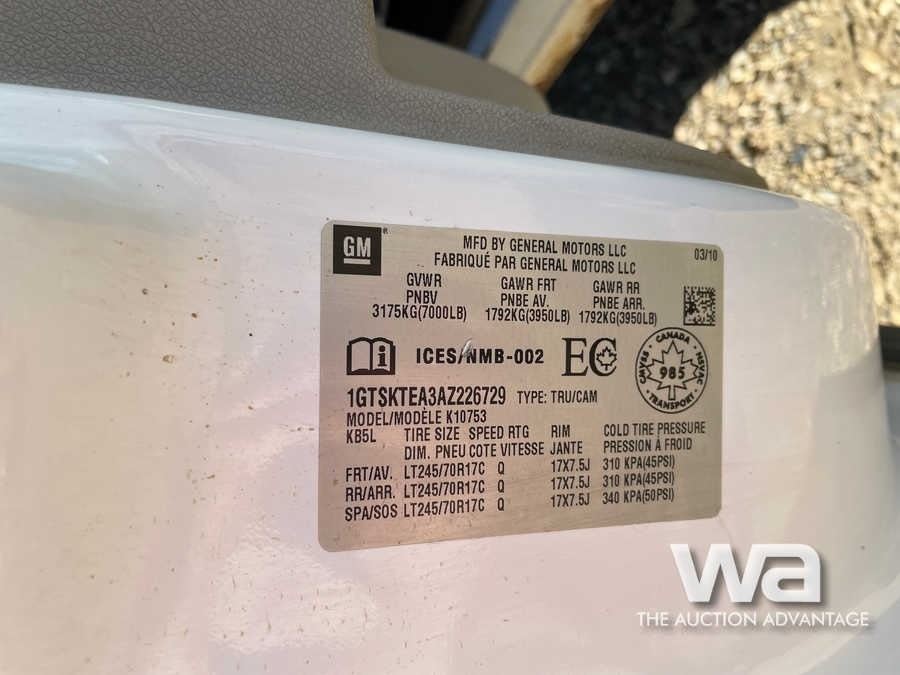 GM
MFD BY GENERAL MOTORS LLC
FABRIQUÉ PAR GENERAL MOTORS LLC
03/10
GVWR GAWR FRT GAWR RR
PNBV PNBE AV. PNBE ARR.
3175KG(7000LB) 1792KG(3950LB) 1792KG(3950LB)
ICES/NMB-002 EC
CANADA CMVSS NSVAC 985 TRANSPORT
1GTSKTEA3AZ226729 TYPE: TRU/CAM
MODEL/MODÈLE K10753
KB5L TIRE SIZE SPEED RTG RIM COLD TIRE PRESSURE
DIM. PNEU COTE VITESSE JANTE PRESSION À FROID
FRT/AV. LT245/70R17C Q 17X7.5J 310 KPA(45PSI)
RR/ARR. LT245/70R17C Q 17X7.5J 310 KPA(45PSI)
SPA/SOS LT245/70R17C Q 17X7.5J 340 KPA(50PSI)
wa
THE AUCTION ADVANTAGE